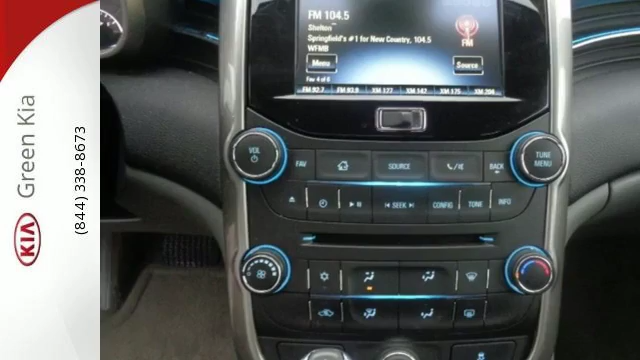 KIA
Green Kia
(844) 338-8673
FM 104.5
Shelton
Springfield's #1 for New Country, 104.5
WFMB
FM
Menu
Source
Fav 4 of 6
FM 92.7 FM 93.9 XM 127 XM 142 XM 175 XM 204
VOL
FAV
SOURCE
BACK
TUNE
MENU
SEEK
CONFIG
TONE
INFO